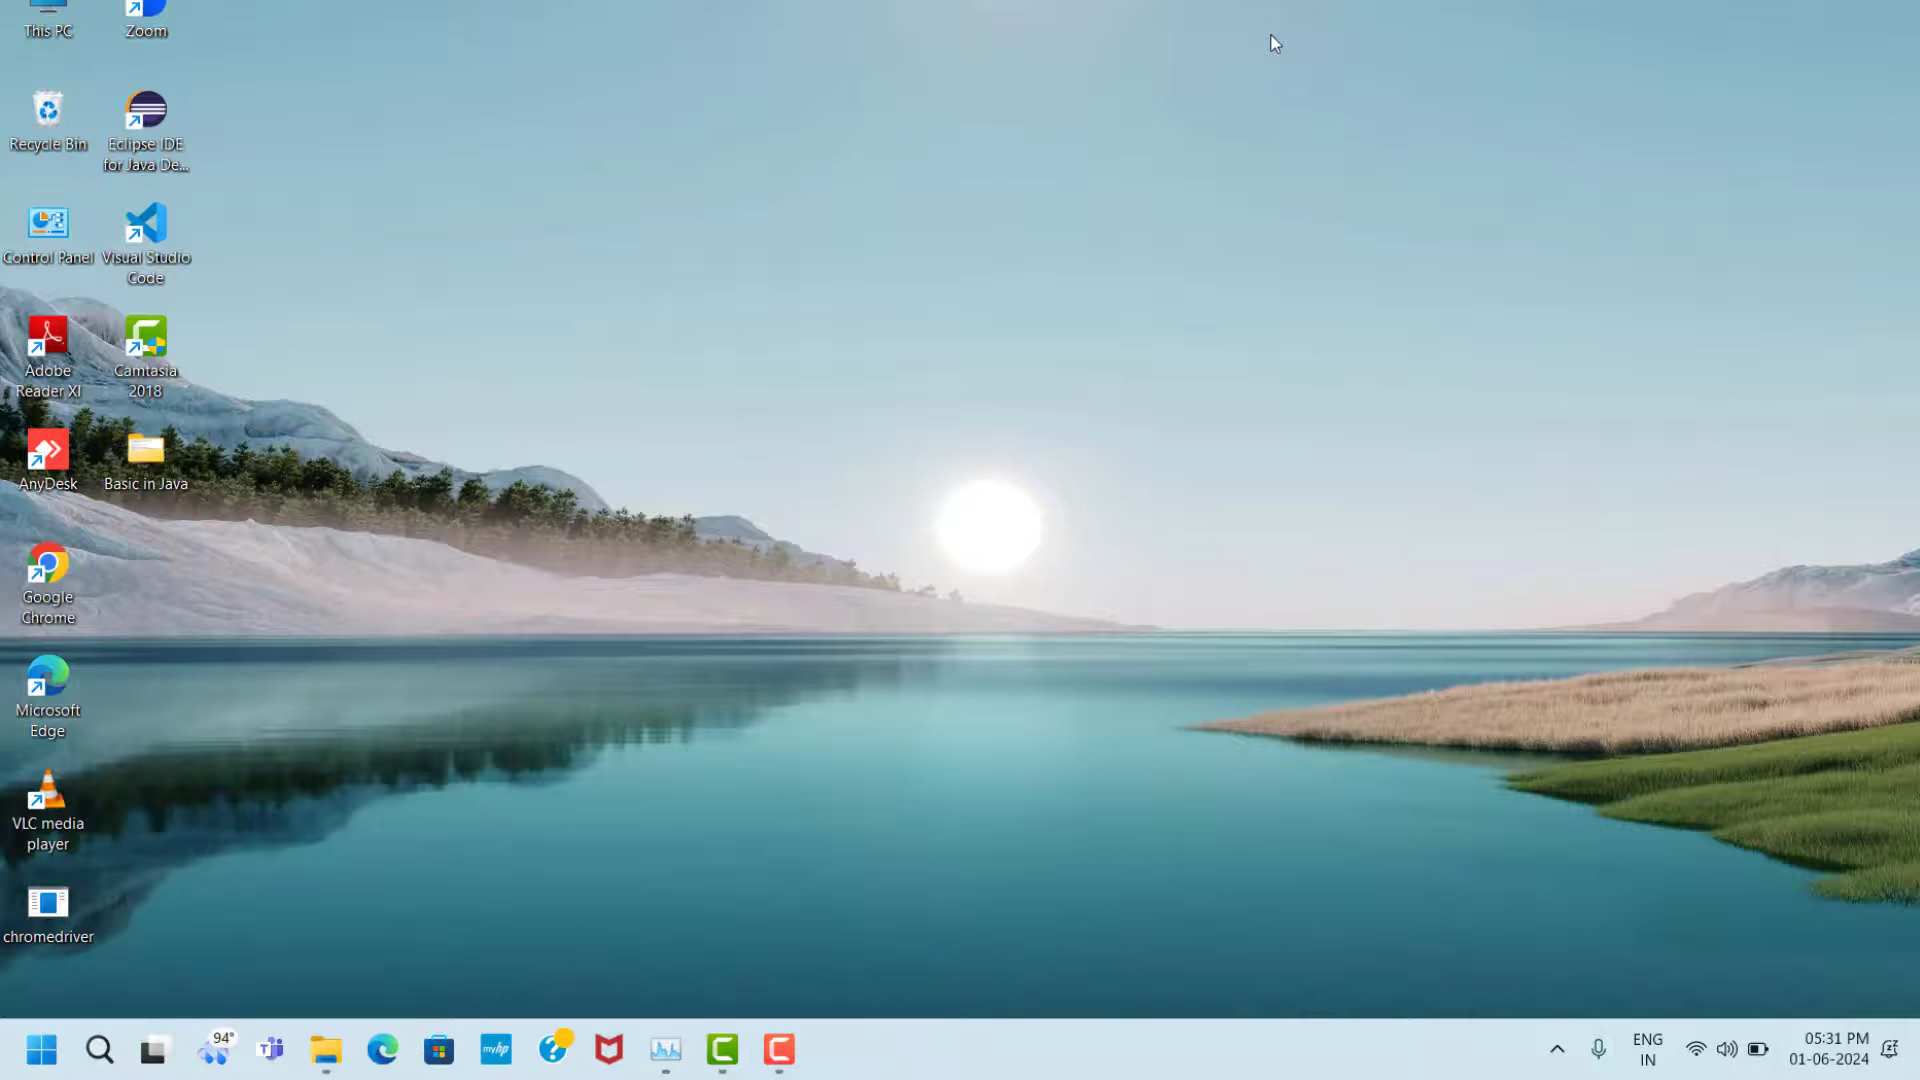 This PC
Zoom
Recycle Bin
Eclipse IDE
for Java De...
Control Panel
Visual Studio
Code
Adobe
Reader XI
Camtasia
2018
AnyDesk
Basic in Java
Google
Chrome
Microsoft
Edge
VLC media
player
chromedriver
94°
myhp
ENG
IN
05:31 PM
01-06-2024